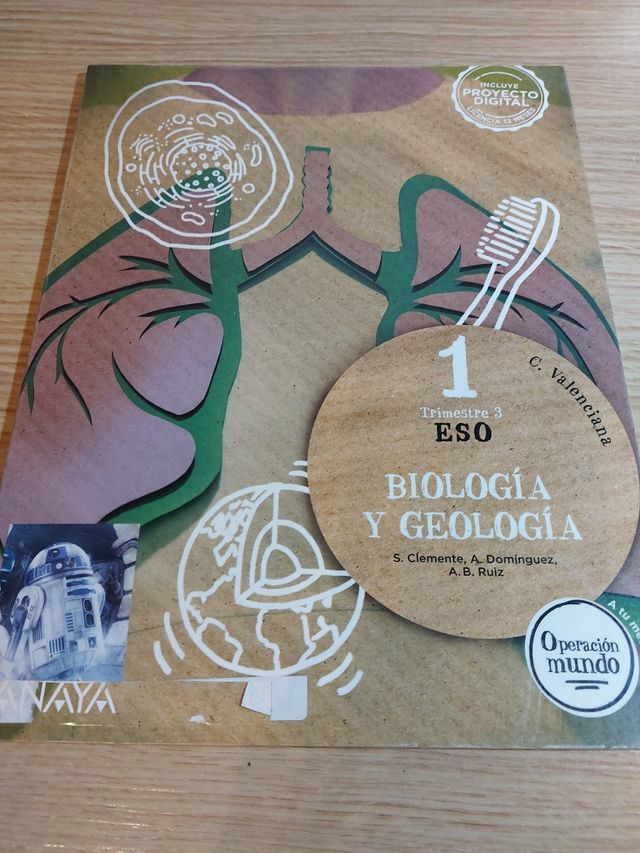 INCLUYE
PROYECTO
DIGITAL
LICENCIA 12 MESES
1
C. Valenciana
Trimestre 3
ESO
BIOLOGÍA
Y GEOLOGÍA
S. Clemente, A. Domínguez,
A. B. Ruiz
Operación
mundo
A tu
ANAYA